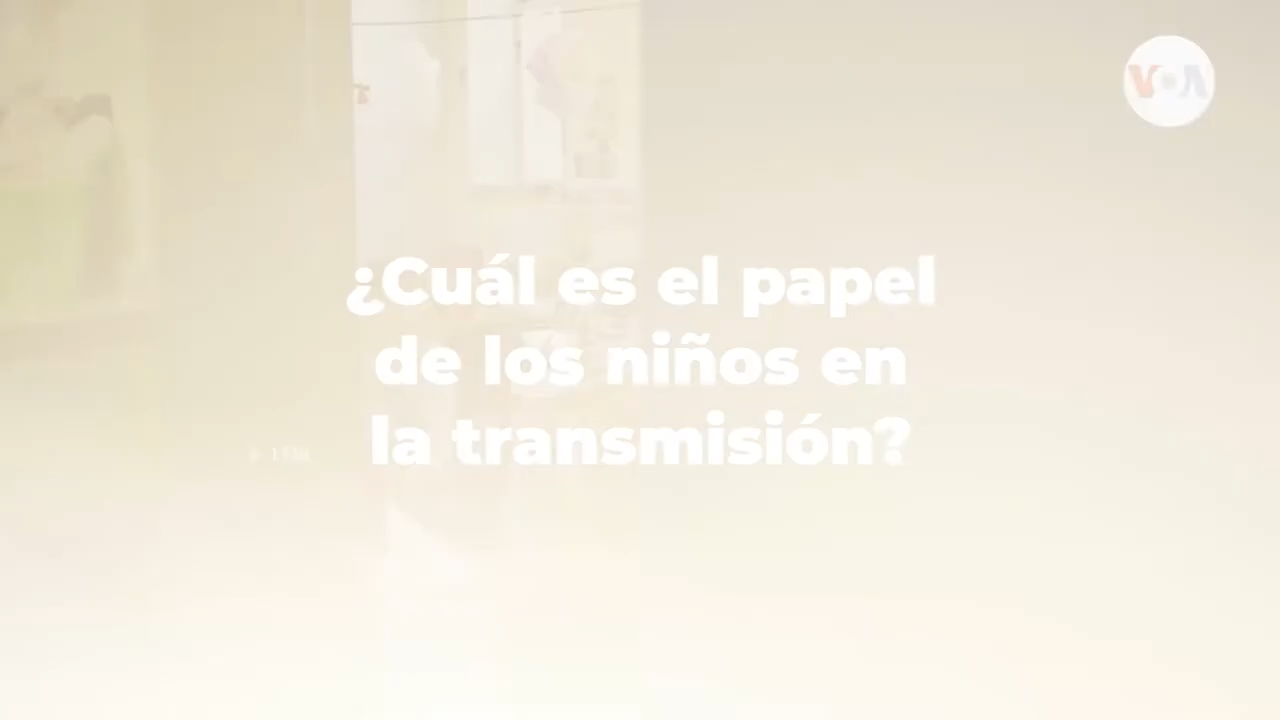 VOA
¿Cuál es el papel
de los niños en
la transmisión?